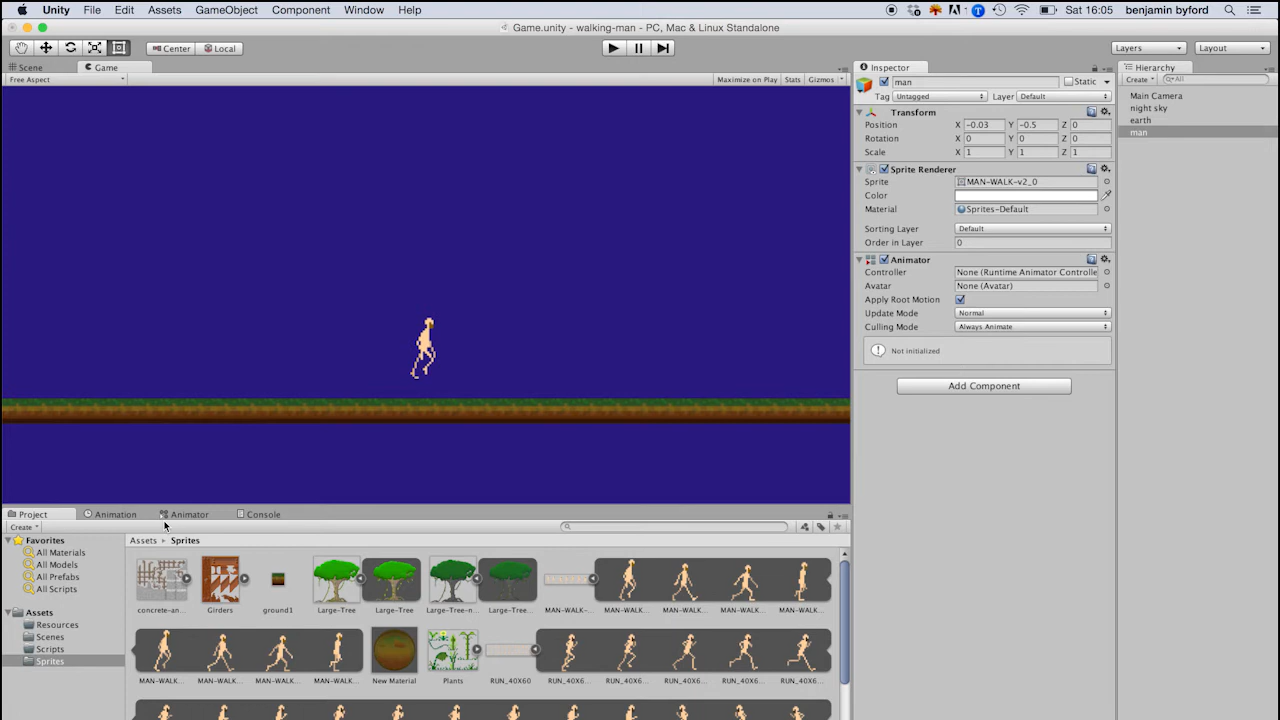 Unity File Edit Assets GameObject Component Window Help Sat 16:05 benjamin byford
Game.unity - walking-man - PC, Mac & Linux Standalone
Center Local Layers Layout
Scene Game
Free Aspect Maximize on Play Stats Gizmos
Inspector
man Static
Tag Untagged Layer Default
Transform
Position X -0.03 Y -0.5 Z 0
Rotation X 0 Y 0 Z 0
Scale X 1 Y 1 Z 1
Sprite Renderer
Sprite MAN-WALK-v2_0
Color
Material Sprites-Default
Sorting Layer Default
Order in Layer 0
Animator
Controller None (Runtime Animator Controlle
Avatar None (Avatar)
Apply Root Motion
Update Mode Normal
Culling Mode Always Animate
Not initialized
Add Component
Hierarchy
Create All
Main Camera
night sky
earth
man
Project Animation Animator Console
Create
Favorites
All Materials
All Models
All Prefabs
All Scripts
Assets
Resources
Scenes
Scripts
Sprites
Assets Sprites
concrete-an... Girders ground1 Large-Tree Large-Tree Large-Tree-n... Large-Tree... MAN-WALK-... MAN-WALK... MAN-WALK... MAN-WALK... MAN-WALK...
MAN-WALK... MAN-WALK... MAN-WALK... MAN-WALK... New Material Plants RUN_40X60 RUN_40X6... RUN_40X6... RUN_40X6... RUN_40X6... RUN_40X6...